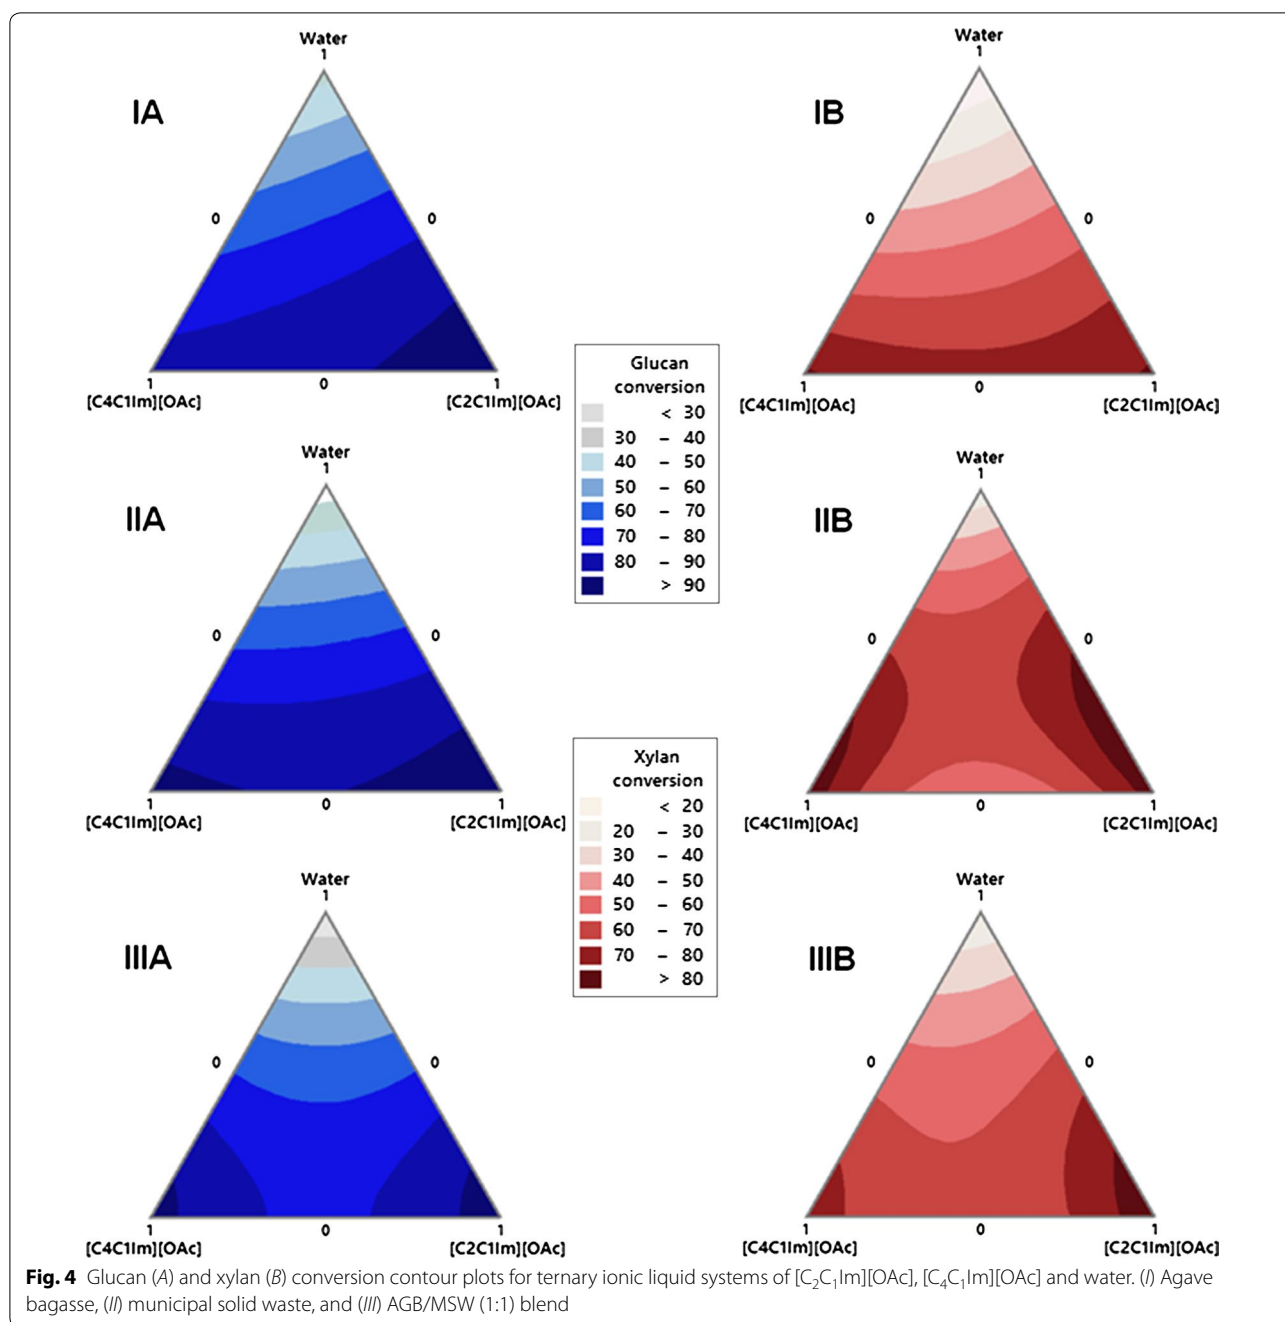 Water
1
IA
0
0
1
0
1
[C4C1Im][OAc]
[C2C1Im][OAc]
Water
1
IB
0
0
1
0
1
[C4C1Im][OAc]
[C2C1Im][OAc]
Glucan
conversion
< 30
30 – 40
40 – 50
50 – 60
60 – 70
70 – 80
80 – 90
> 90
Water
1
IIA
0
0
1
0
1
[C4C1Im][OAc]
[C2C1Im][OAc]
Water
1
IIB
0
0
1
0
1
[C4C1Im][OAc]
[C2C1Im][OAc]
Xylan
conversion
< 20
20 – 30
30 – 40
40 – 50
50 – 60
60 – 70
70 – 80
> 80
Water
1
IIIA
0
0
1
0
1
[C4C1Im][OAc]
[C2C1Im][OAc]
Water
1
IIIB
0
0
1
0
1
[C4C1Im][OAc]
[C2C1Im][OAc]
Fig. 4 Glucan (A) and xylan (B) conversion contour plots for ternary ionic liquid systems of [C₂C₁Im][OAc], [C₄C₁Im][OAc] and water. (I) Agave
bagasse, (II) municipal solid waste, and (III) AGB/MSW (1:1) blend